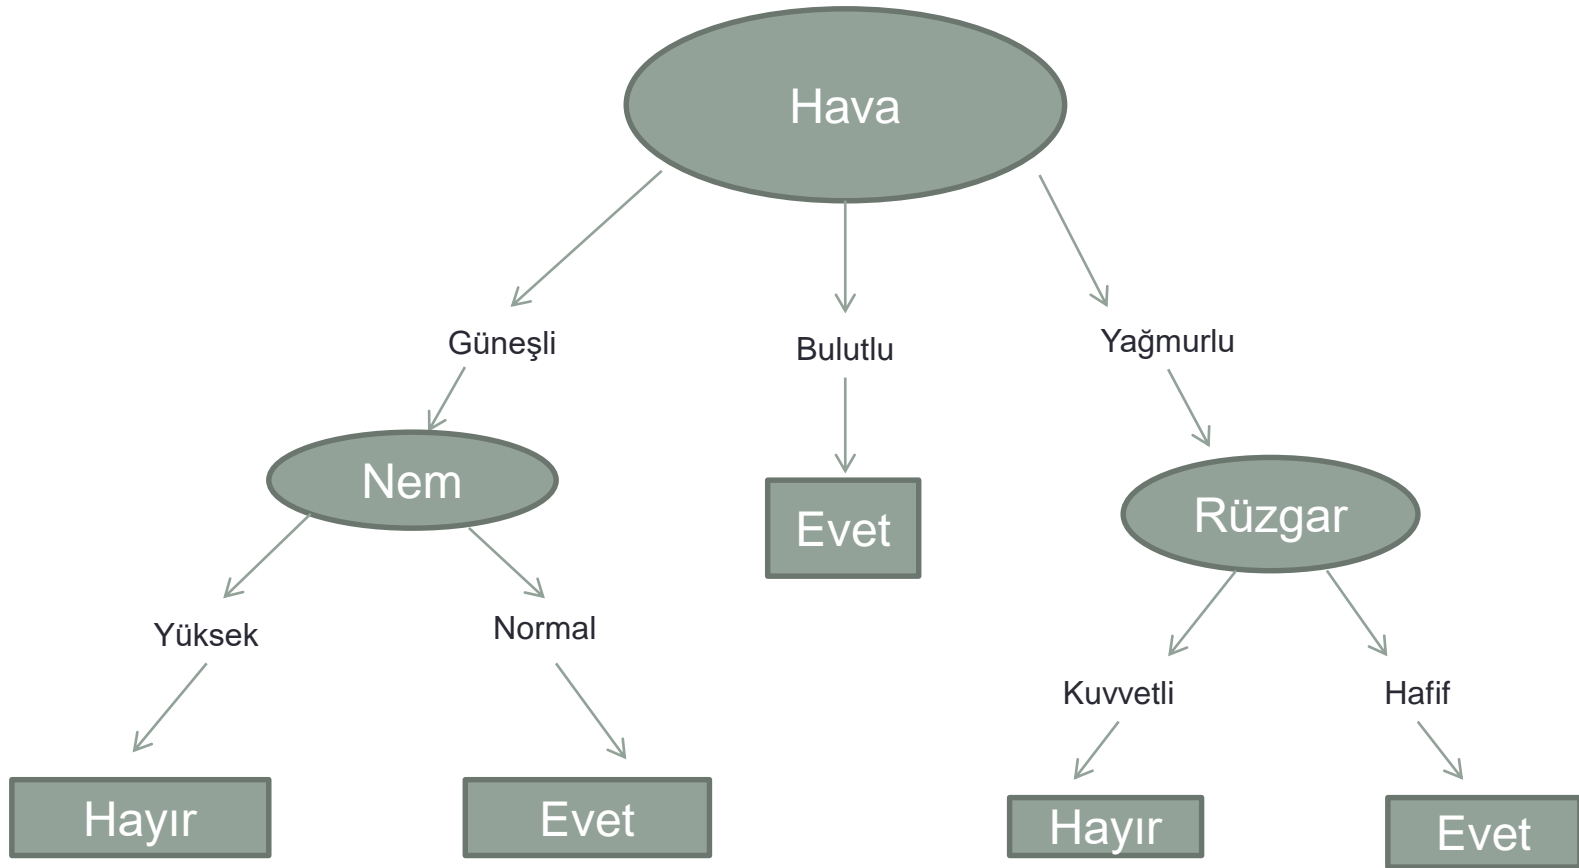 Hava
Güneşli
Bulutlu
Yağmurlu
Nem
Evet
Rüzgar
Yüksek
Normal
Kuvvetli
Hafif
Hayır
Evet
Hayır
Evet